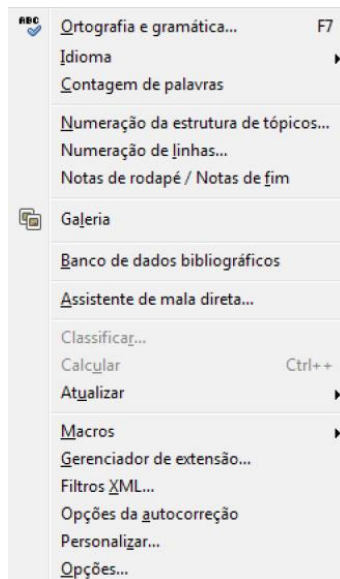 ABC Ortografia e gramática... F7
Idioma
Contagem de palavras
Numeração da estrutura de tópicos...
Numeração de linhas...
Notas de rodapé / Notas de fim
Galeria
Banco de dados bibliográficos
Assistente de mala direta...
Classificar...
Calcular Ctrl++
Atualizar
Macros
Gerenciador de extensão...
Filtros XML...
Opções da autocorreção
Personalizar...
Opções...